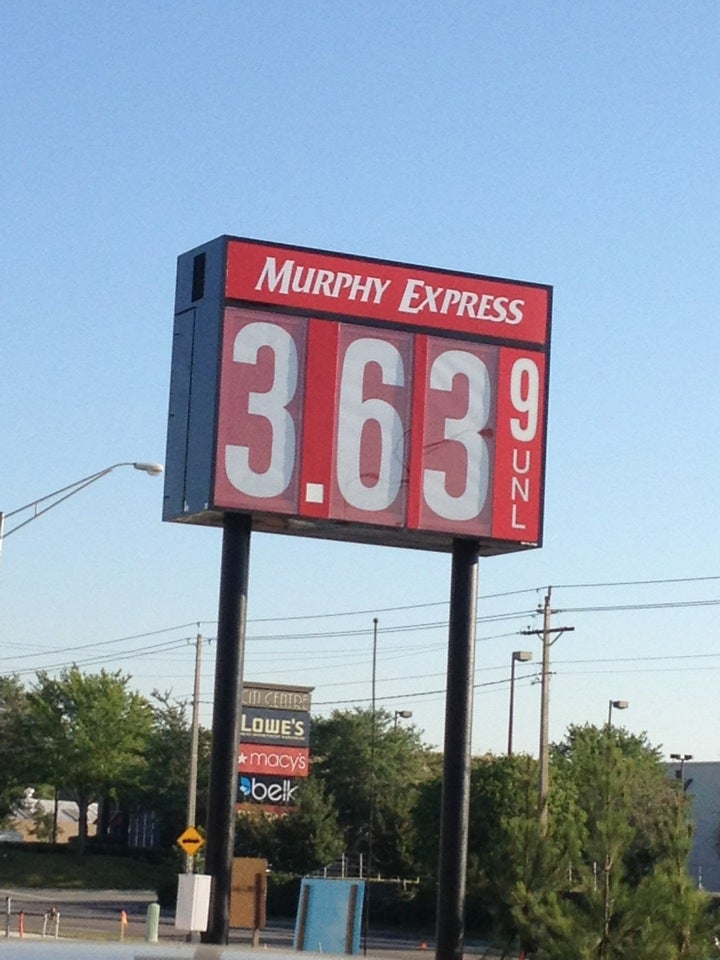 MURPHY EXPRESS
3.63 9
UNL
LOWE'S
macy's
belk